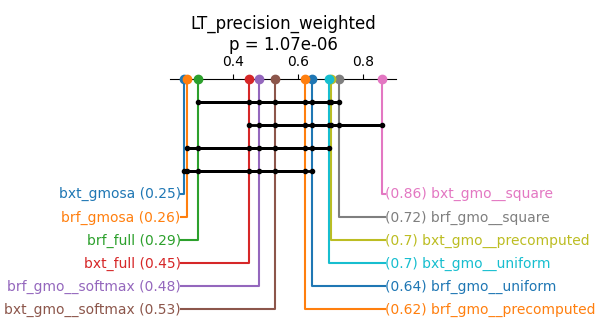 LT_precision_weighted
p = 1.07e-06
0.4 0.6 0.8
bxt_gmosa (0.25) (0.86) bxt_gmo__square
brf_gmosa (0.26) (0.72) brf_gmo__square
brf_full (0.29) (0.7) bxt_gmo__precomputed
bxt_full (0.45) (0.7) bxt_gmo__uniform
brf_gmo__softmax (0.48) (0.64) brf_gmo__uniform
bxt_gmo__softmax (0.53) (0.62) brf_gmo__precomputed